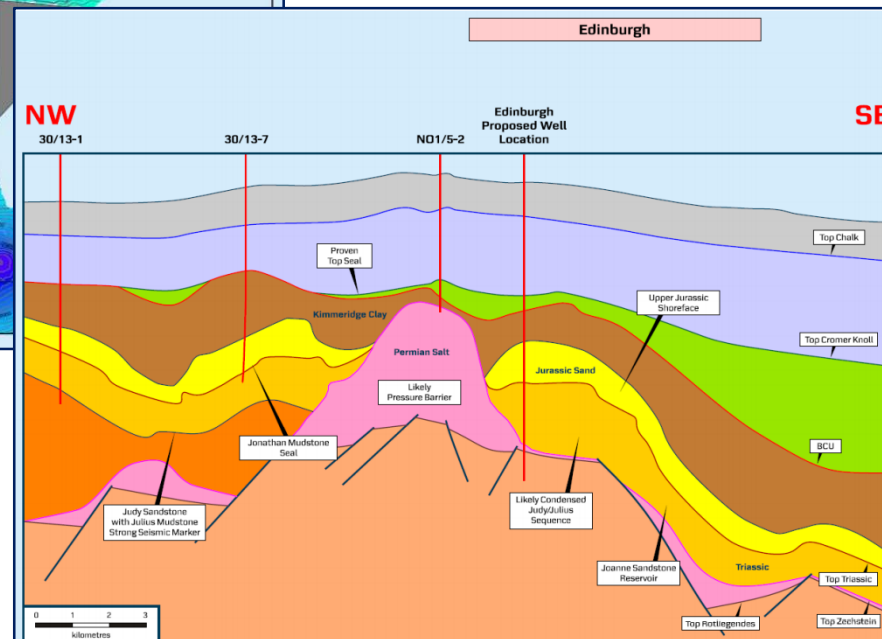 Edinburgh
NW
SE
30/13-1
30/13-7
NO1/5-2
Edinburgh
Proposed Well
Location
Top Chalk
Proven
Top Seal
Upper Jurassic
Shoreface
Kimmeridge Clay
Top Cromer Knoll
Permian Salt
Jurassic Sand
Likely
Pressure Barrier
Jonathan Mudstone
Seal
BCU
Judy Sandstone
with Julius Mudstone
Strong Seismic Marker
Likely Condensed
Judy/Julius
Sequence
Joanne Sandstone
Reservoir
Triassic
Top Triassic
Top Rotliegendes
Top Zechstein
0 1 2 3
kilometres